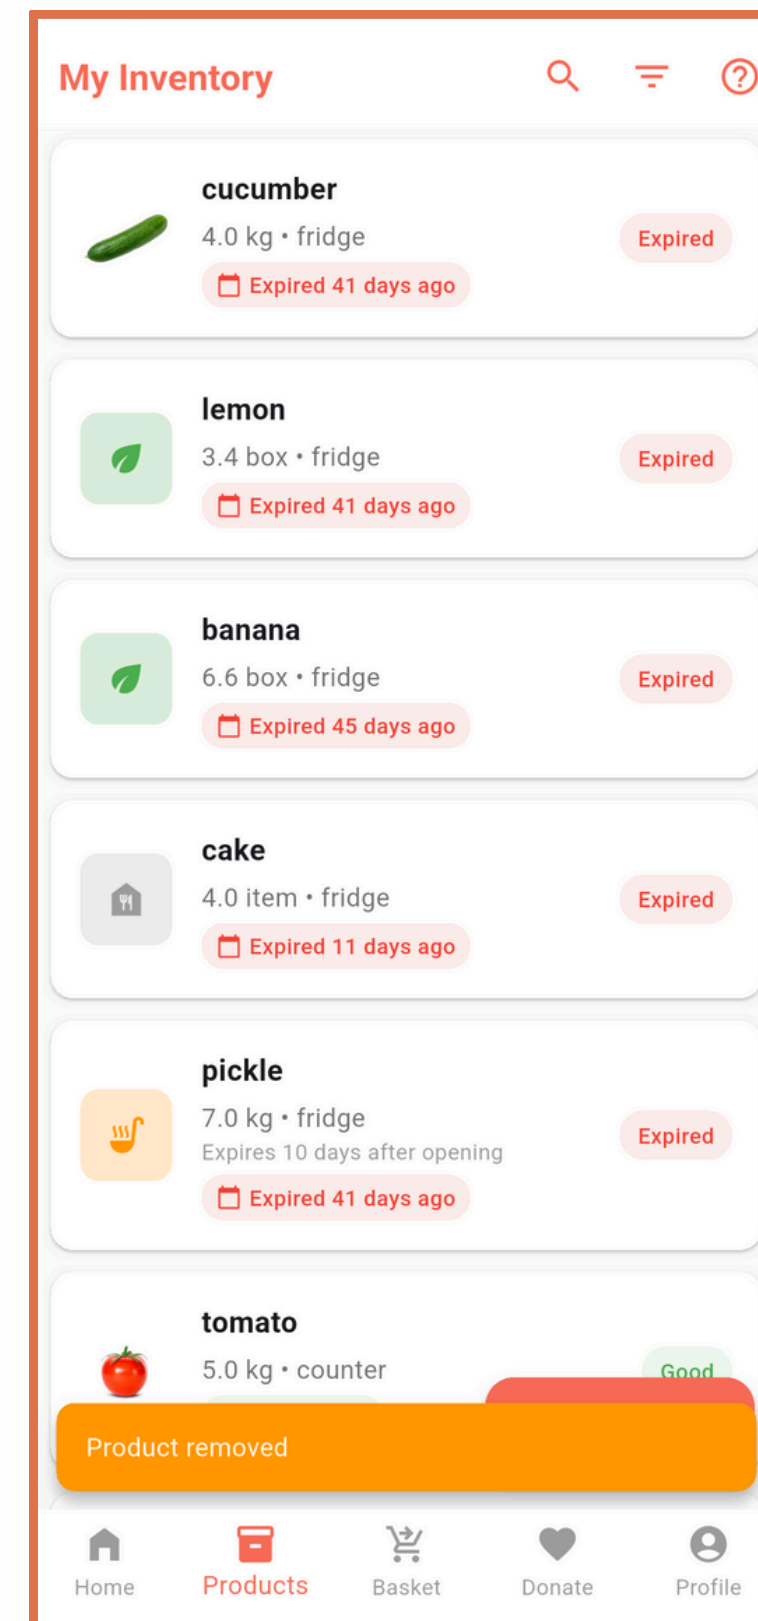 My Inventory
cucumber
4.0 kg • fridge
Expired
Expired 41 days ago
lemon
3.4 box • fridge
Expired
Expired 41 days ago
banana
6.6 box • fridge
Expired
Expired 45 days ago
cake
4.0 item • fridge
Expired
Expired 11 days ago
pickle
7.0 kg • fridge
Expires 10 days after opening
Expired
Expired 41 days ago
tomato
5.0 kg • counter
Good
Product removed
Home
Products
Basket
Donate
Profile